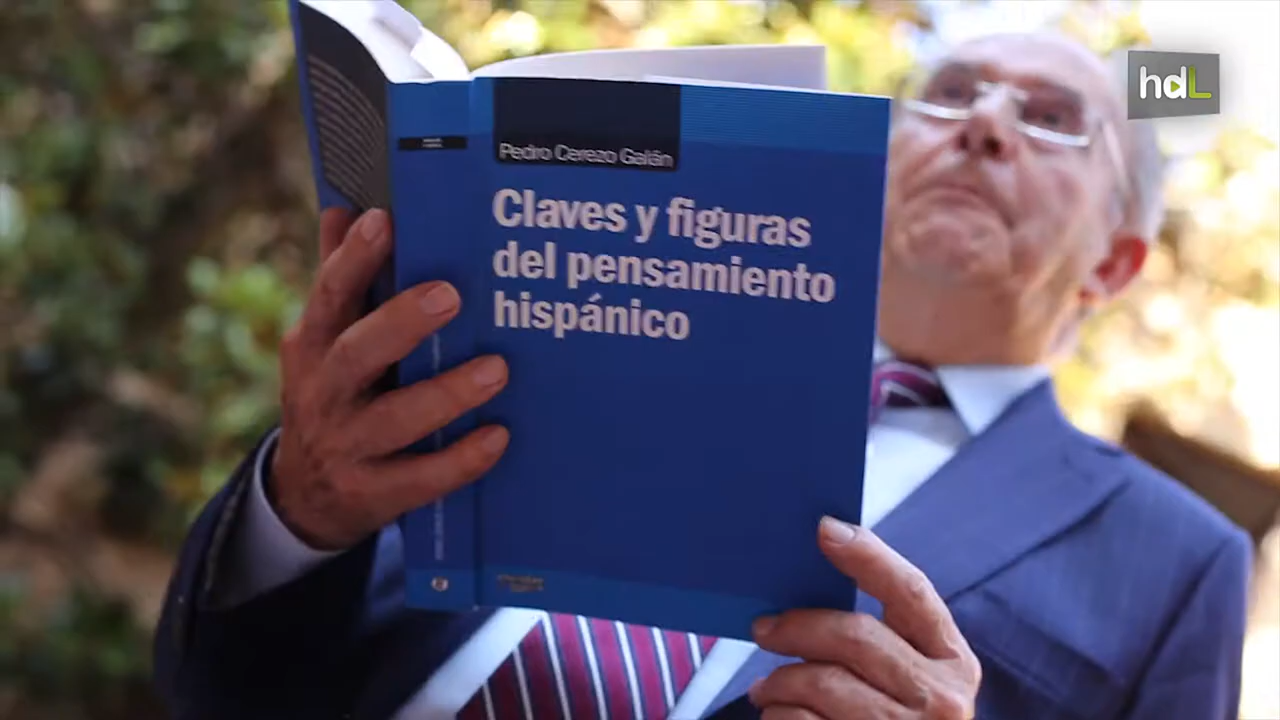 Pedro Cerezo Galán
Claves y figuras
del pensamiento
hispánico
hdL